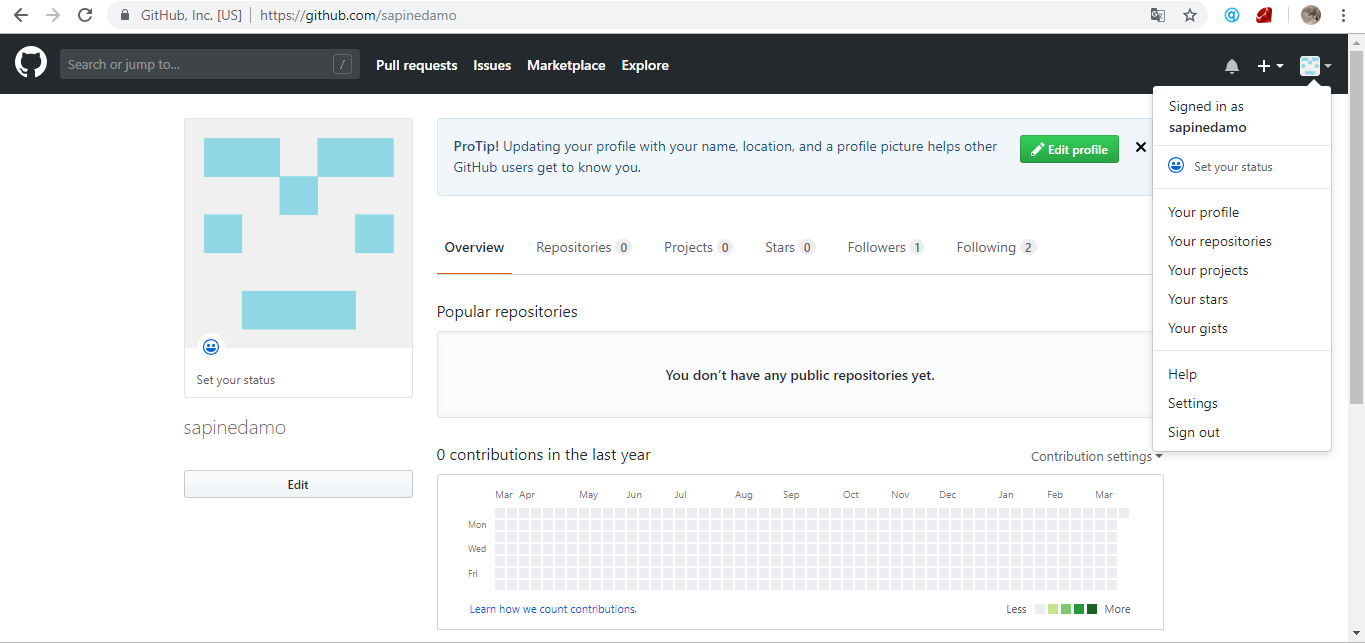 GitHub, Inc. [US] | https://github.com/sapinedamo
Search or jump to... /
Pull requests Issues Marketplace Explore
Signed in as
sapinedamo
Set your status
Your profile
Your repositories
Your projects
Your stars
Your gists
Help
Settings
Sign out
ProTip! Updating your profile with your name, location, and a profile picture helps other
GitHub users get to know you.
Edit profile
Set your status
sapinedamo
Edit
Overview Repositories 0 Projects 0 Stars 0 Followers 1 Following 2
Popular repositories
You don’t have any public repositories yet.
0 contributions in the last year
Contribution settings
Mar Apr May Jun Jul Aug Sep Oct Nov Dec Jan Feb Mar
Mon
Wed
Fri
Learn how we count contributions.
Less More